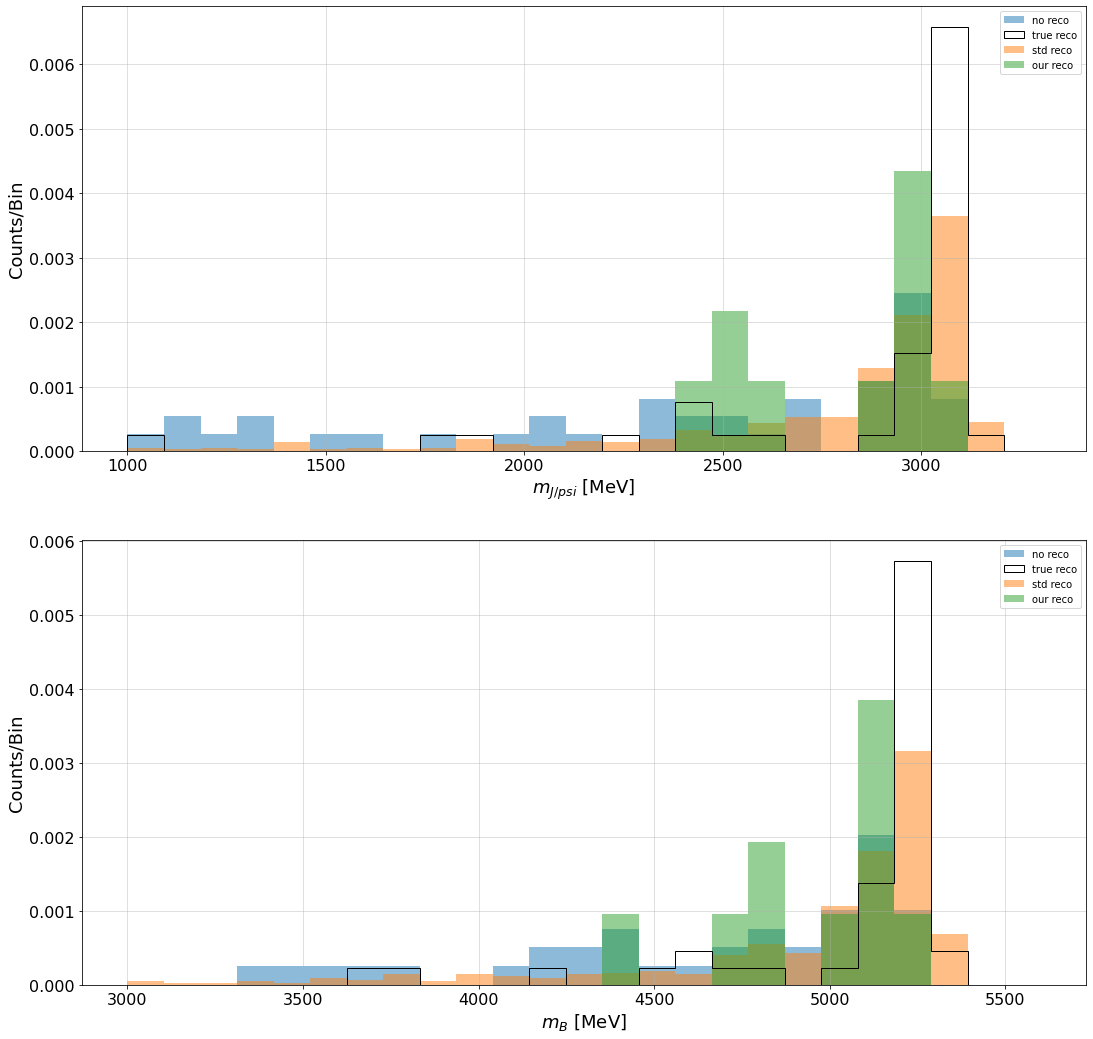 no reco
true reco
std reco
our reco
0.006
0.005
0.004
0.003
0.002
0.001
0.000
Counts/Bin
1000 1500 2000 2500 3000
m_{J/psi} [MeV]
no reco
true reco
std reco
our reco
0.006
0.005
0.004
0.003
0.002
0.001
0.000
Counts/Bin
3000 3500 4000 4500 5000 5500
m_B [MeV]